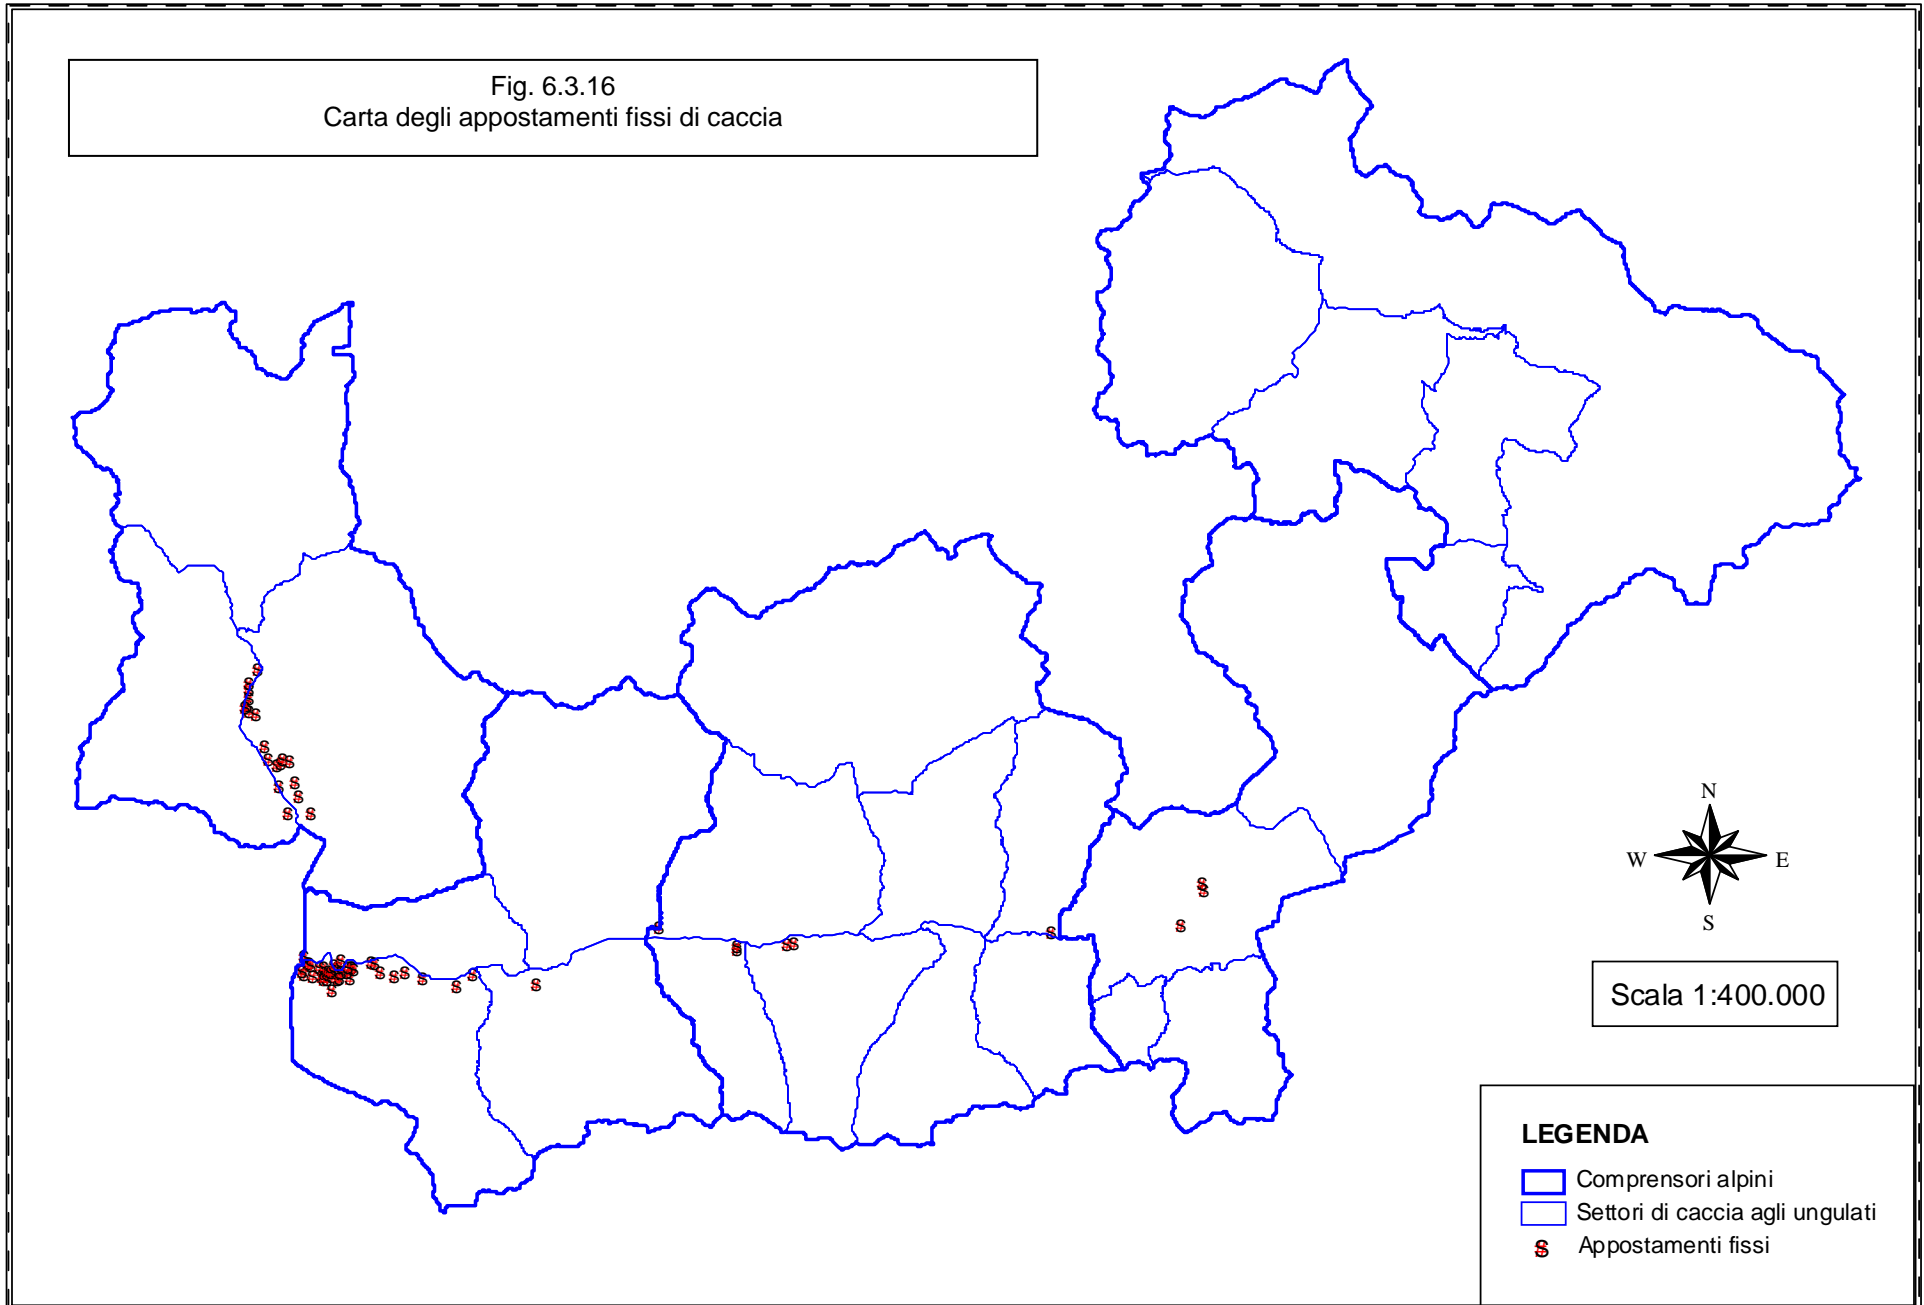 Fig. 6.3.16
Carta degli appostamenti fissi di caccia
N
W
E
S
Scala 1:400.000
LEGENDA
Comprensori alpini
Settori di caccia agli ungulati
Appostamenti fissi